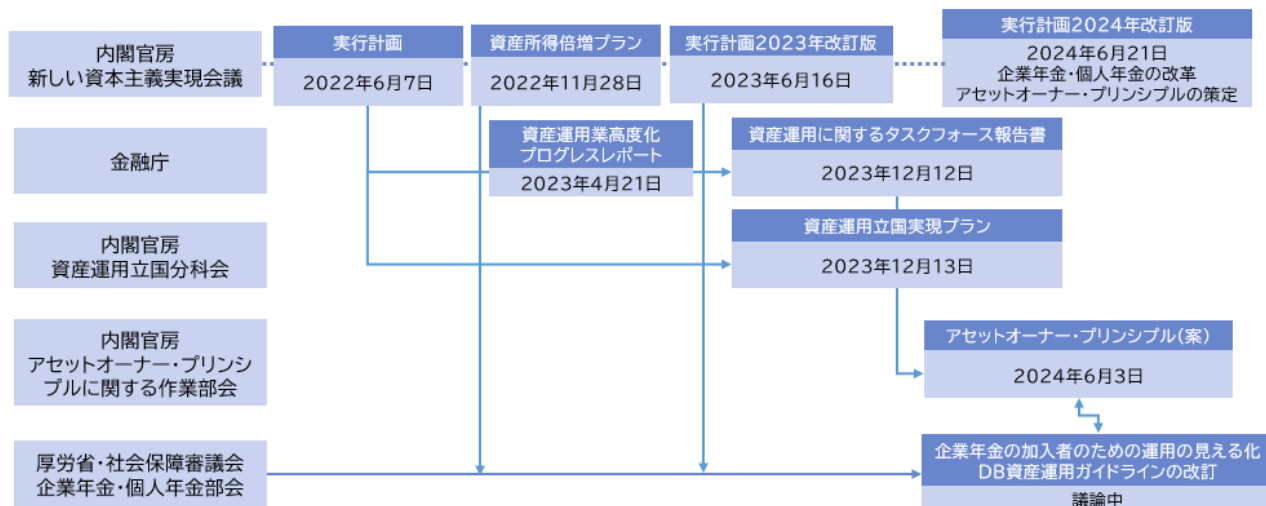 内閣官房
新しい資本主義実現会議
実行計画
2022年6月7日
資産所得倍増プラン
2022年11月28日
実行計画2023年改訂版
2023年6月16日
実行計画2024年改訂版
2024年6月21日
企業年金・個人年金の改革
アセットオーナー・プリンシプルの策定
金融庁
資産運用業高度化
プログレスレポート
2023年4月21日
資産運用に関するタスクフォース報告書
2023年12月12日
内閣官房
資産運用立国分科会
資産運用立国実現プラン
2023年12月13日
内閣官房
アセットオーナー・プリンシ
プルに関する作業部会
アセットオーナー・プリンシプル(案)
2024年6月3日
厚労省・社会保障審議会
企業年金・個人年金部会
企業年金の加入者のための運用の見える化
DB資産運用ガイドラインの改訂
議論中